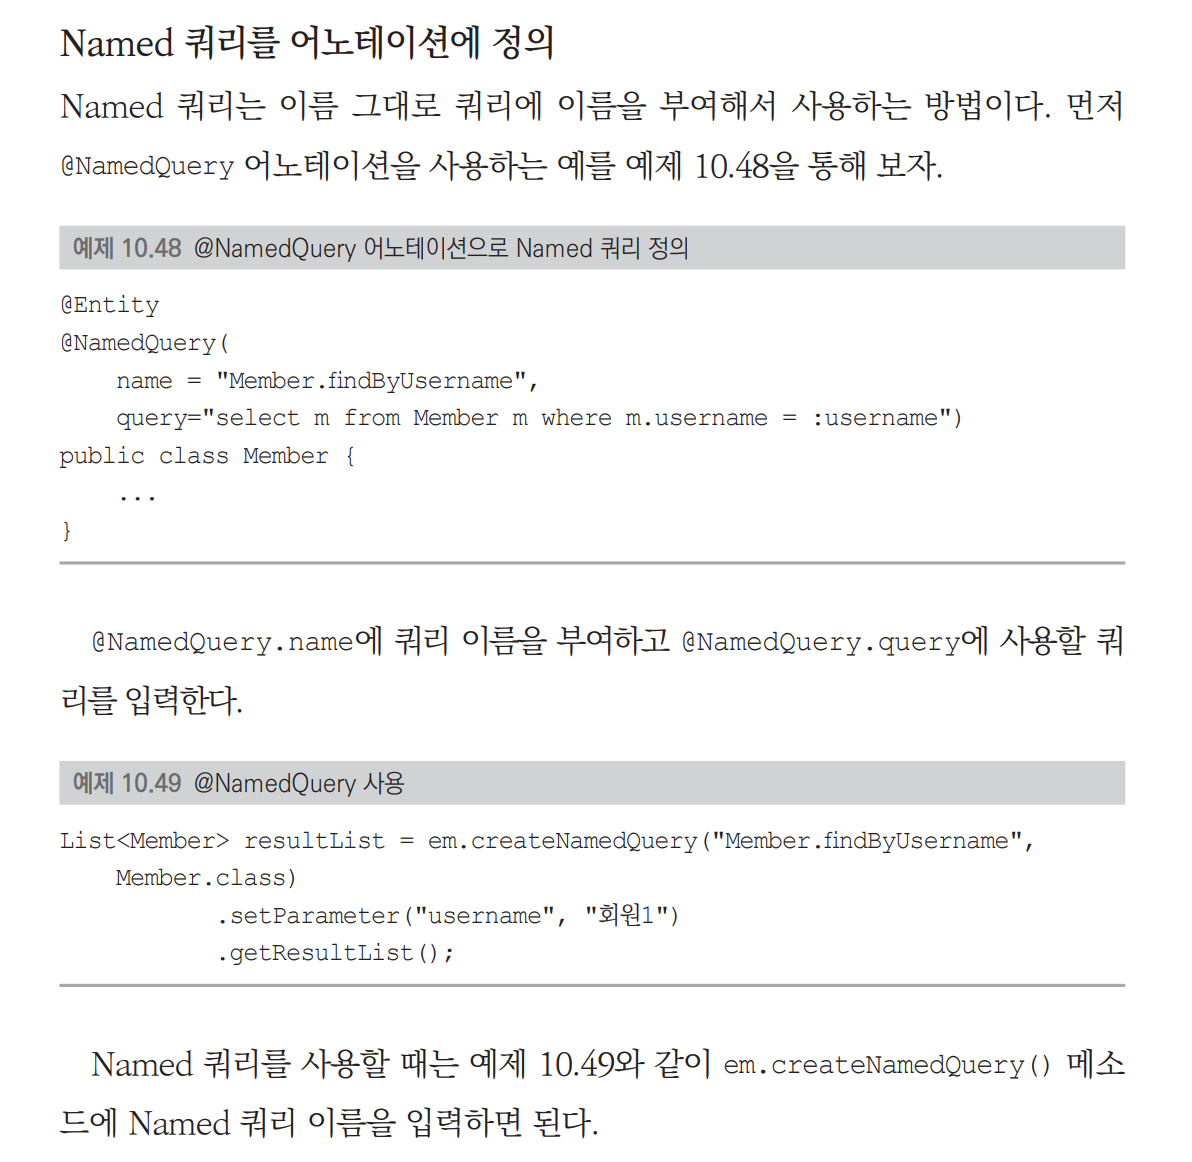 Named 쿼리를 어노테이션에 정의
Named 쿼리는 이름 그대로 쿼리에 이름을 부여해서 사용하는 방법이다. 먼저
@NamedQuery 어노테이션을 사용하는 예를 예제 10.48을 통해 보자.
예제 10.48 @NamedQuery 어노테이션으로 Named 쿼리 정의
@Entity
@NamedQuery(
    name = "Member.findByUsername",
    query="select m from Member m where m.username = :username")
public class Member {
    ...
}
@NamedQuery.name에 쿼리 이름을 부여하고 @NamedQuery.query에 사용할 쿼
리를 입력한다.
예제 10.49 @NamedQuery 사용
List<Member> resultList = em.createNamedQuery("Member.findByUsername",
    Member.class)
        .setParameter("username", "회원1")
        .getResultList();
Named 쿼리를 사용할 때는 예제 10.49와 같이 em.createNamedQuery() 메소
드에 Named 쿼리 이름을 입력하면 된다.